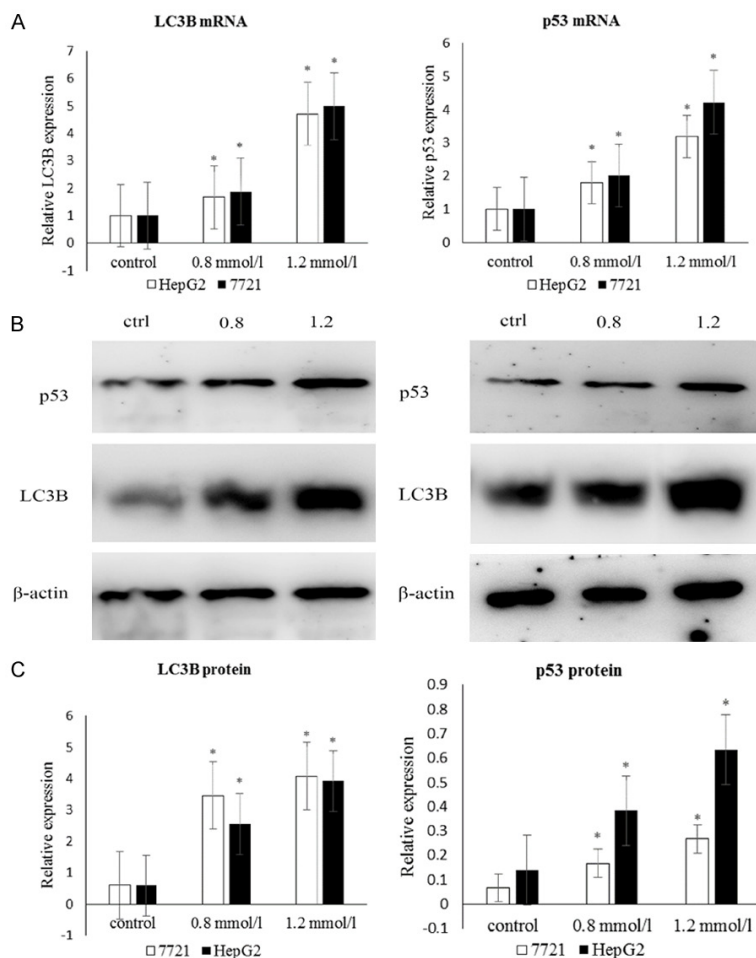 A
LC3B mRNA
Relative LC3B expression
7
6
5
4
3
2
1
0
-1
* * * *
control 0.8 mmol/l 1.2 mmol/l
HepG2 7721
p53 mRNA
Relative p53 expression
6
5
4
3
2
1
0
* * * *
control 0.8 mmol/l 1.2 mmol/l
HepG2 7721
B
ctrl 0.8 1.2
p53
LC3B
β-actin
ctrl 0.8 1.2
p53
LC3B
β-actin
C
LC3B protein
Relative expression
6
5
4
3
2
1
0
-1
* * * *
control 0.8 mmol/l 1.2 mmol/l
7721 HepG2
p53 protein
Relative expression
0.9
0.8
0.7
0.6
0.5
0.4
0.3
0.2
0.1
0
-0.1
* * * *
control 0.8 mmol/l 1.2 mmol/l
7721 HepG2